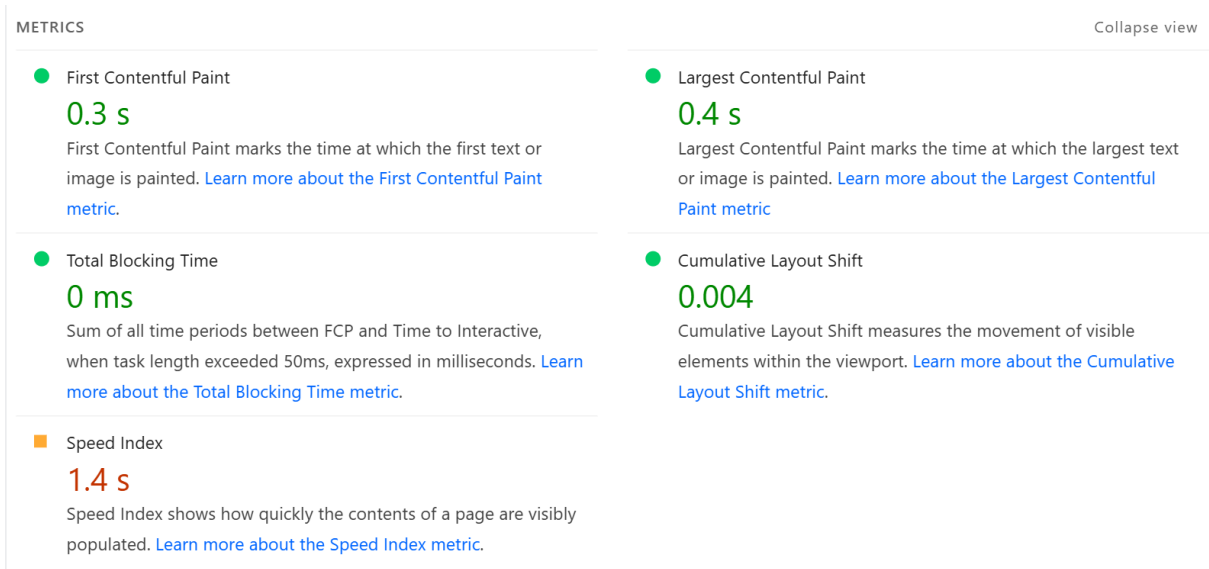 METRICS
Collapse view
First Contentful Paint
0.3 s
First Contentful Paint marks the time at which the first text or
image is painted. Learn more about the First Contentful Paint
metric.
Largest Contentful Paint
0.4 s
Largest Contentful Paint marks the time at which the largest text
or image is painted. Learn more about the Largest Contentful
Paint metric
Total Blocking Time
0 ms
Sum of all time periods between FCP and Time to Interactive,
when task length exceeded 50ms, expressed in milliseconds. Learn
more about the Total Blocking Time metric.
Cumulative Layout Shift
0.004
Cumulative Layout Shift measures the movement of visible
elements within the viewport. Learn more about the Cumulative
Layout Shift metric.
Speed Index
1.4 s
Speed Index shows how quickly the contents of a page are visibly
populated. Learn more about the Speed Index metric.